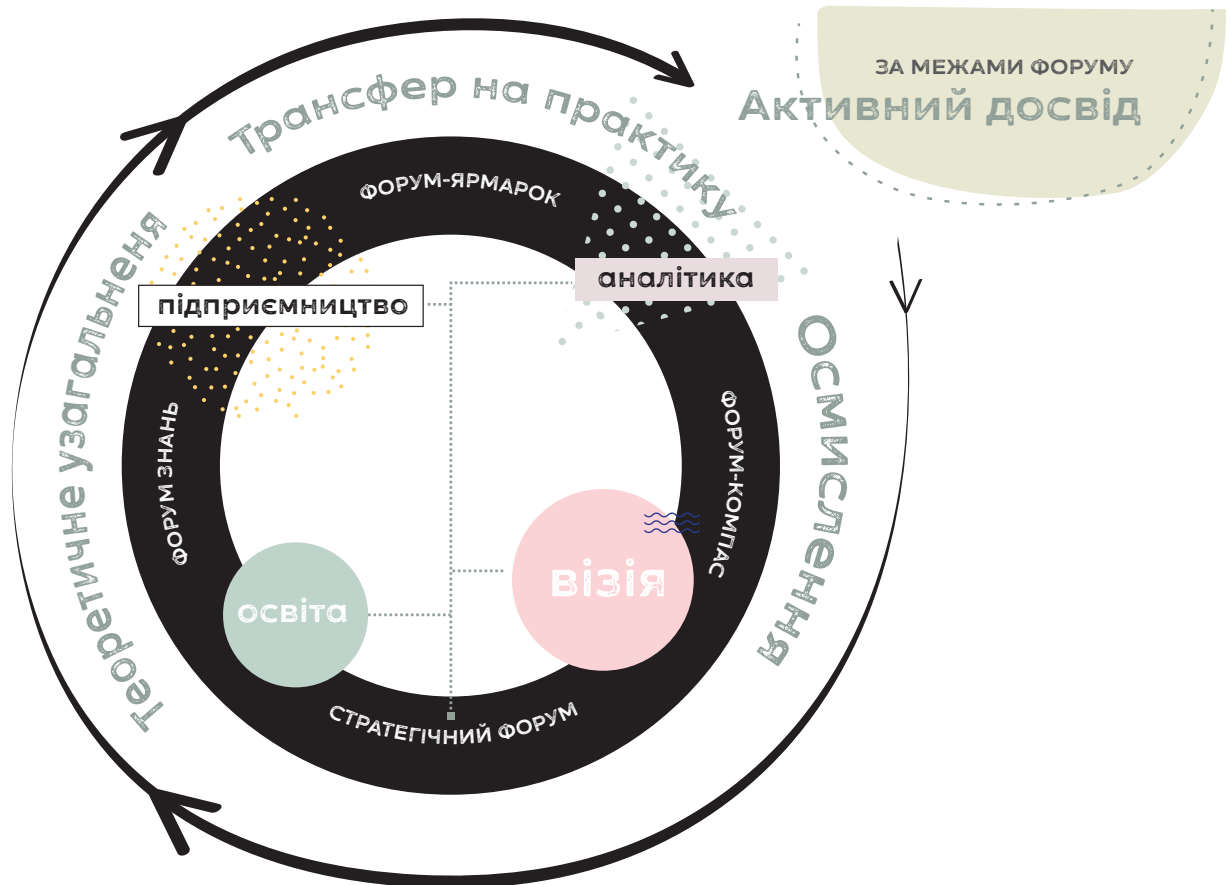 ЗА МЕЖАМИ ФОРУМУ
Активний досвід
Трансфер на практику
ФОРУМ-ЯРМАРОК
Теоретичне узагальненя
підприємництво
аналітика
Осмислення
ФОРУМ ЗНАНЬ
ФОРУМ-КОМПАС
візія
освіта
СТРАТЕГІЧНИЙ ФОРУМ